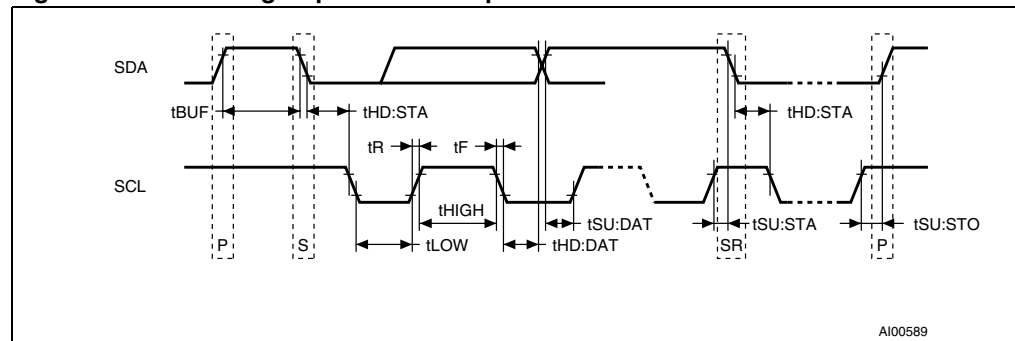 SDA
tBUF
tHD:STA
tHD:STA
tR
tF
SCL
tHIGH
tSU:DAT
tSU:STA
tSU:STO
tLOW
tHD:DAT
P
S
SR
P
AI00589